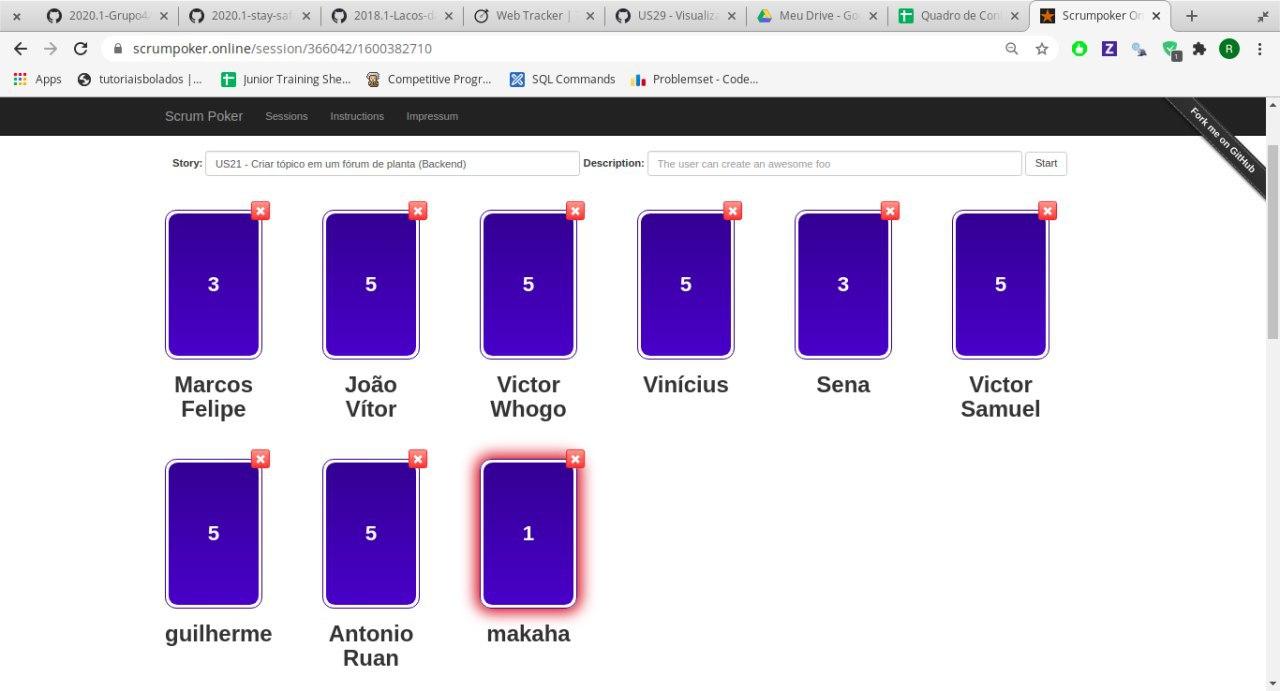 2020.1-Grupo4
2020.1-stay-saf
2018.1-Lacos-d
Web Tracker | T
US29 - Visualiza
Meu Drive - Goo
Quadro de Con
Scrumpoker On
scrumpoker.online/session/366042/1600382710
1
R
Apps
tutoriaisbolados |...
Junior Training She...
Competitive Progr...
SQL Commands
Problemset - Code...
Scrum Poker
Sessions
Instructions
Impressum
Fork me on GitHub
Story:
US21 - Criar tópico em um fórum de planta (Backend)
Description:
The user can create an awesome foo
Start
3
5
5
5
3
5
Marcos
Felipe
João
Vítor
Victor
Whogo
Vinícius
Sena
Victor
Samuel
5
5
1
guilherme
Antonio
Ruan
makaha